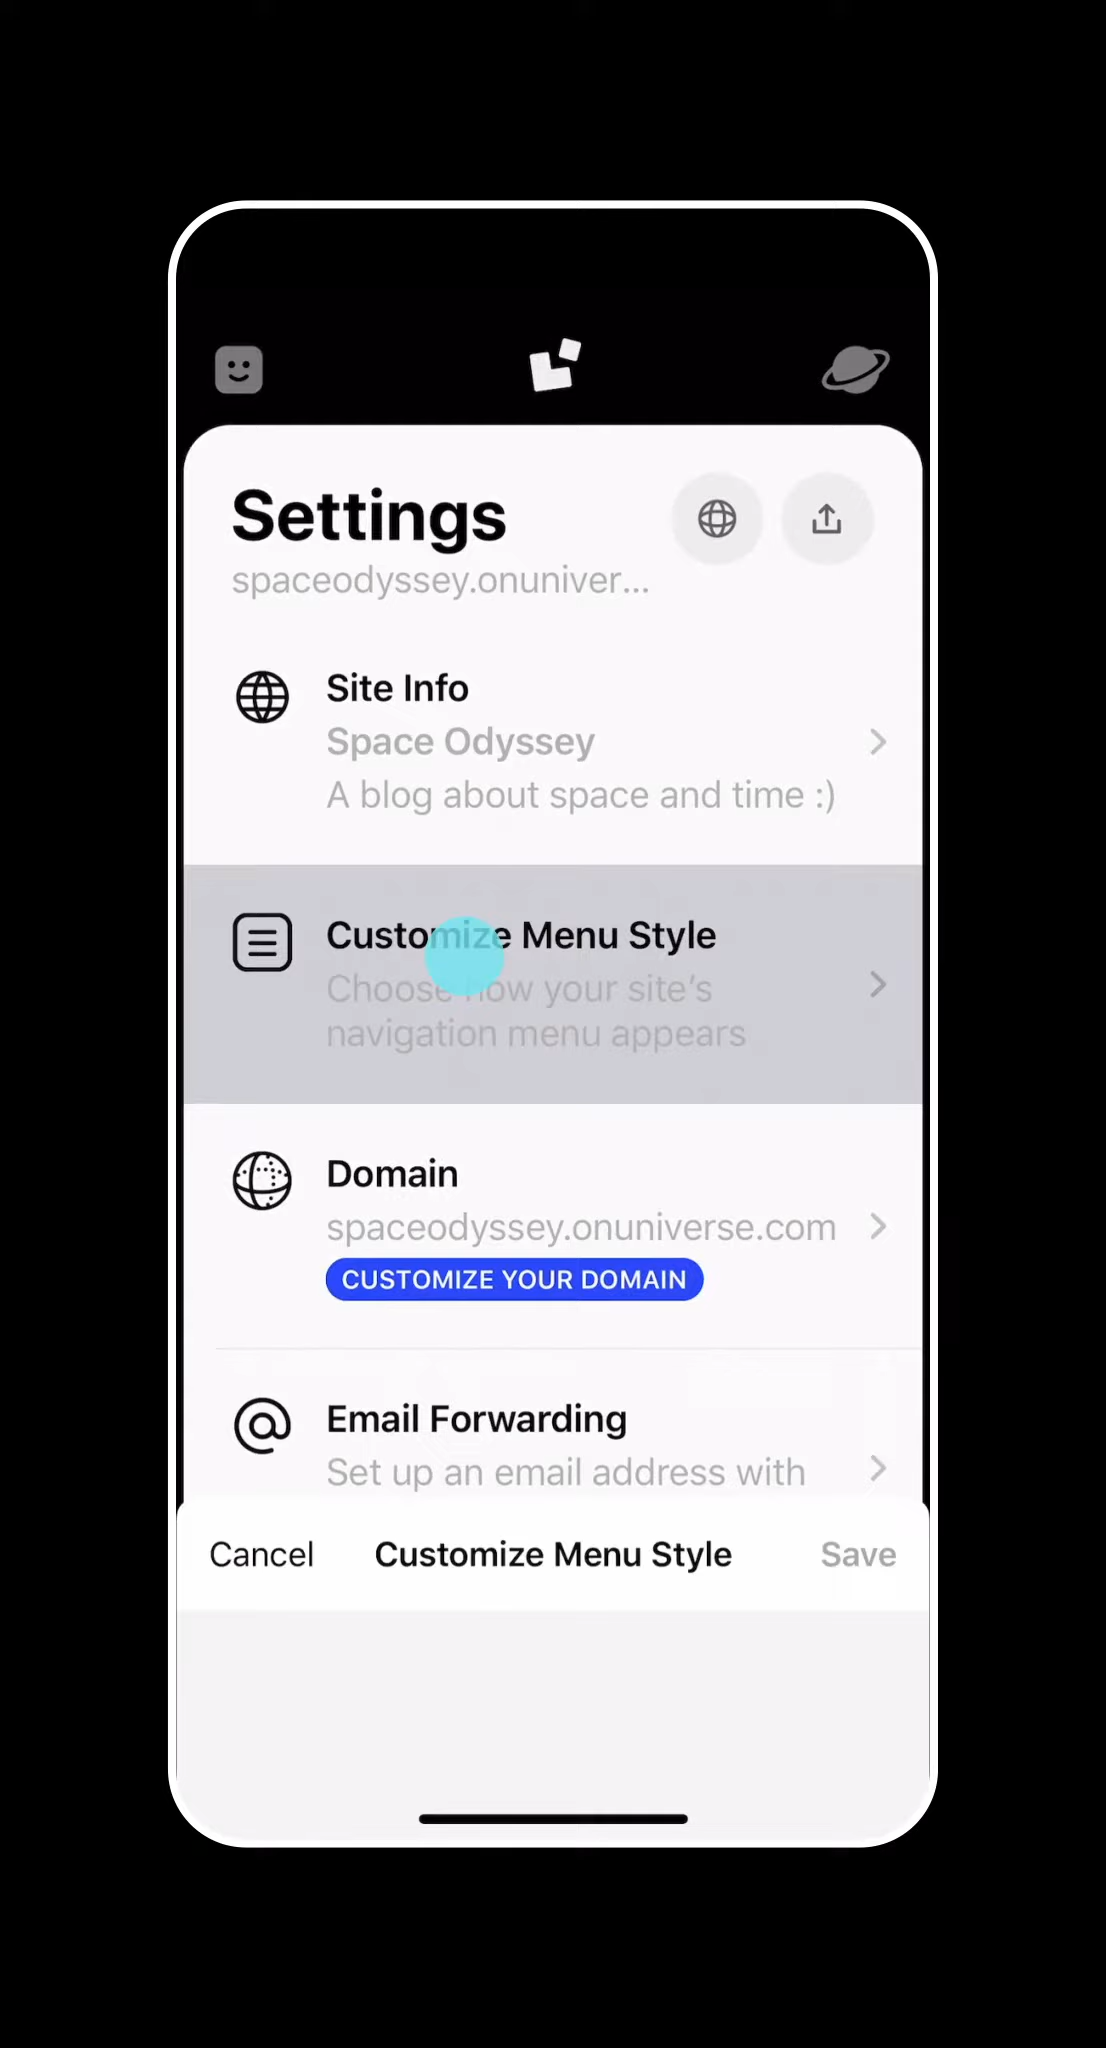 Settings
spaceodyssey.onuniver...
Site Info
Space Odyssey
A blog about space and time :)
Customize Menu Style
Choose how your site’s
navigation menu appears
Domain
spaceodyssey.onuniverse.com
CUSTOMIZE YOUR DOMAIN
Email Forwarding
Set up an email address with
Cancel Customize Menu Style Save